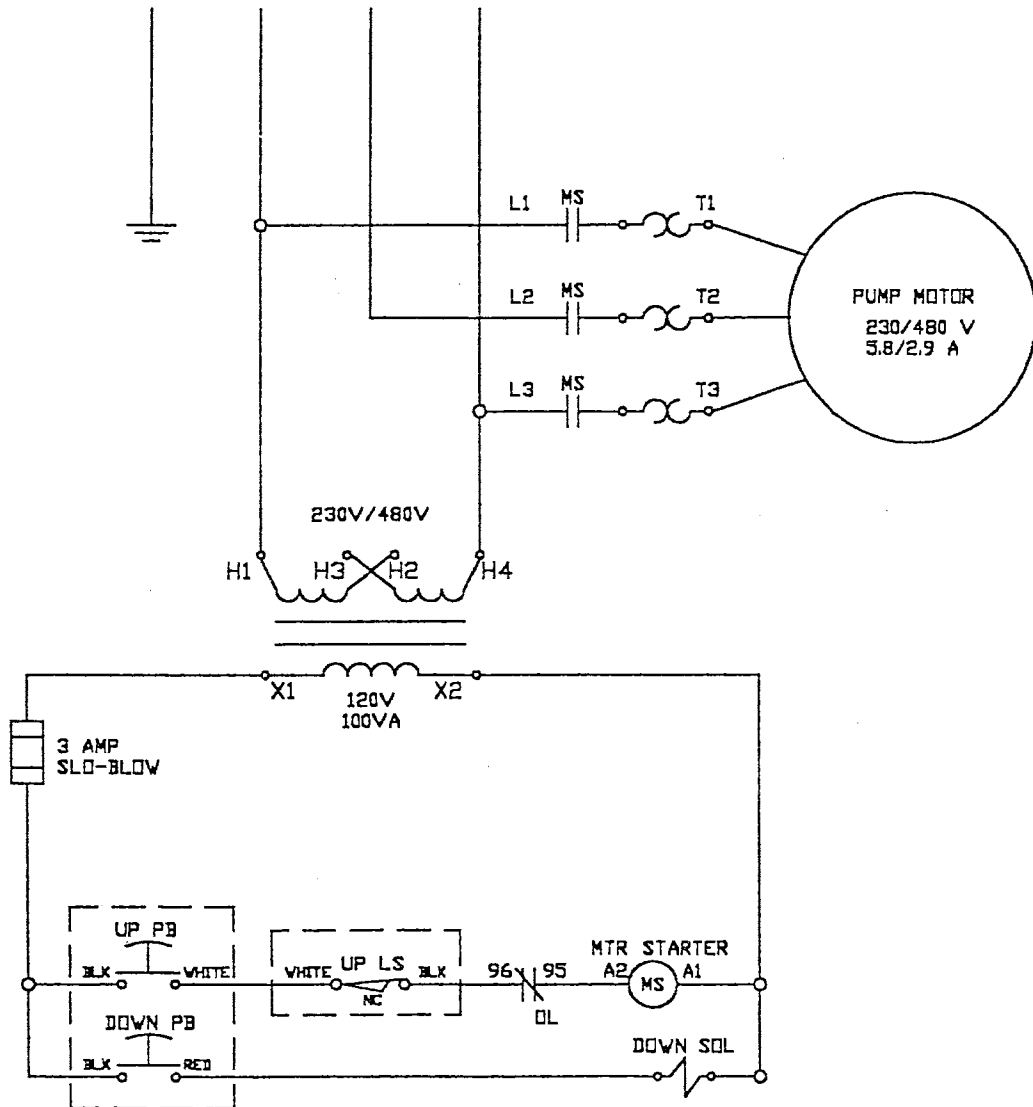 L1 MS T1
L2 MS T2
L3 MS T3
PUMP MOTOR
230/480 V
5.8/2.9 A
230V/480V
H1 H3 H2 H4
X1 X2
120V
100VA
3 AMP
SLO-BLOW
UP PB
BLK WHITE
WHITE UP LS BLK
NC
96 95
OL
MTR STARTER
A2 MS A1
DOWN PB
BLK RED
DOWN SOL